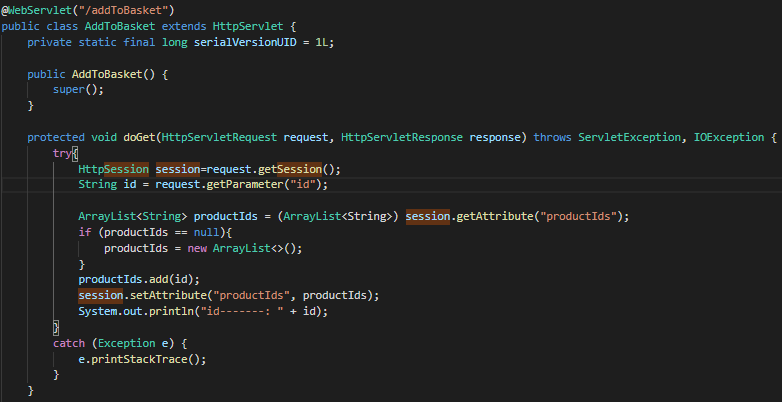 @WebServlet("/addToBasket")
public class AddToBasket extends HttpServlet {
    private static final long serialVersionUID = 1L;

    public AddToBasket() {
        super();
    }

    protected void doGet(HttpServletRequest request, HttpServletResponse response) throws ServletException, IOException {
        try{
            HttpSession session=request.getSession();
            String id = request.getParameter("id");

            ArrayList<String> productIds = (ArrayList<String>) session.getAttribute("productIds");
            if (productIds == null){
                productIds = new ArrayList<>();
            }
            productIds.add(id);
            session.setAttribute("productIds", productIds);
            System.out.println("id-------: " + id);
        }
        catch (Exception e) {
            e.printStackTrace();
        }
    }